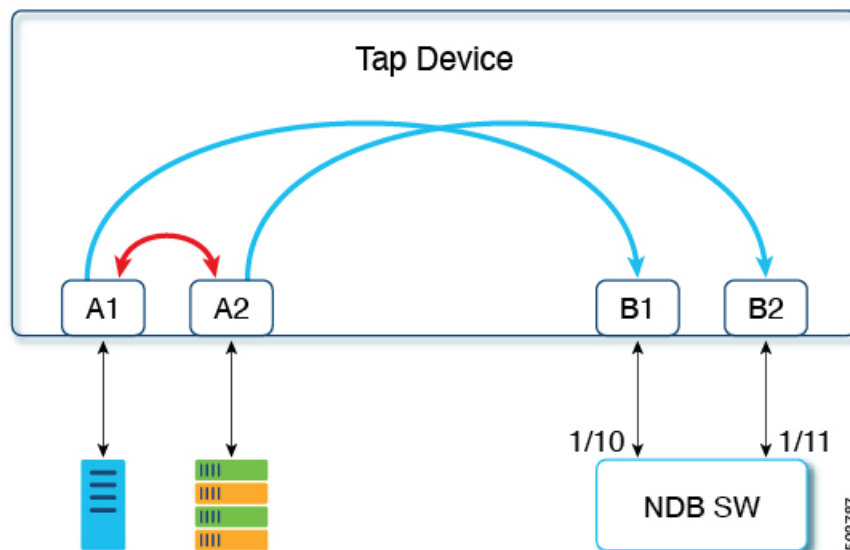 Tap Device
A1
A2
B1
B2
1/10
1/11
NDB SW